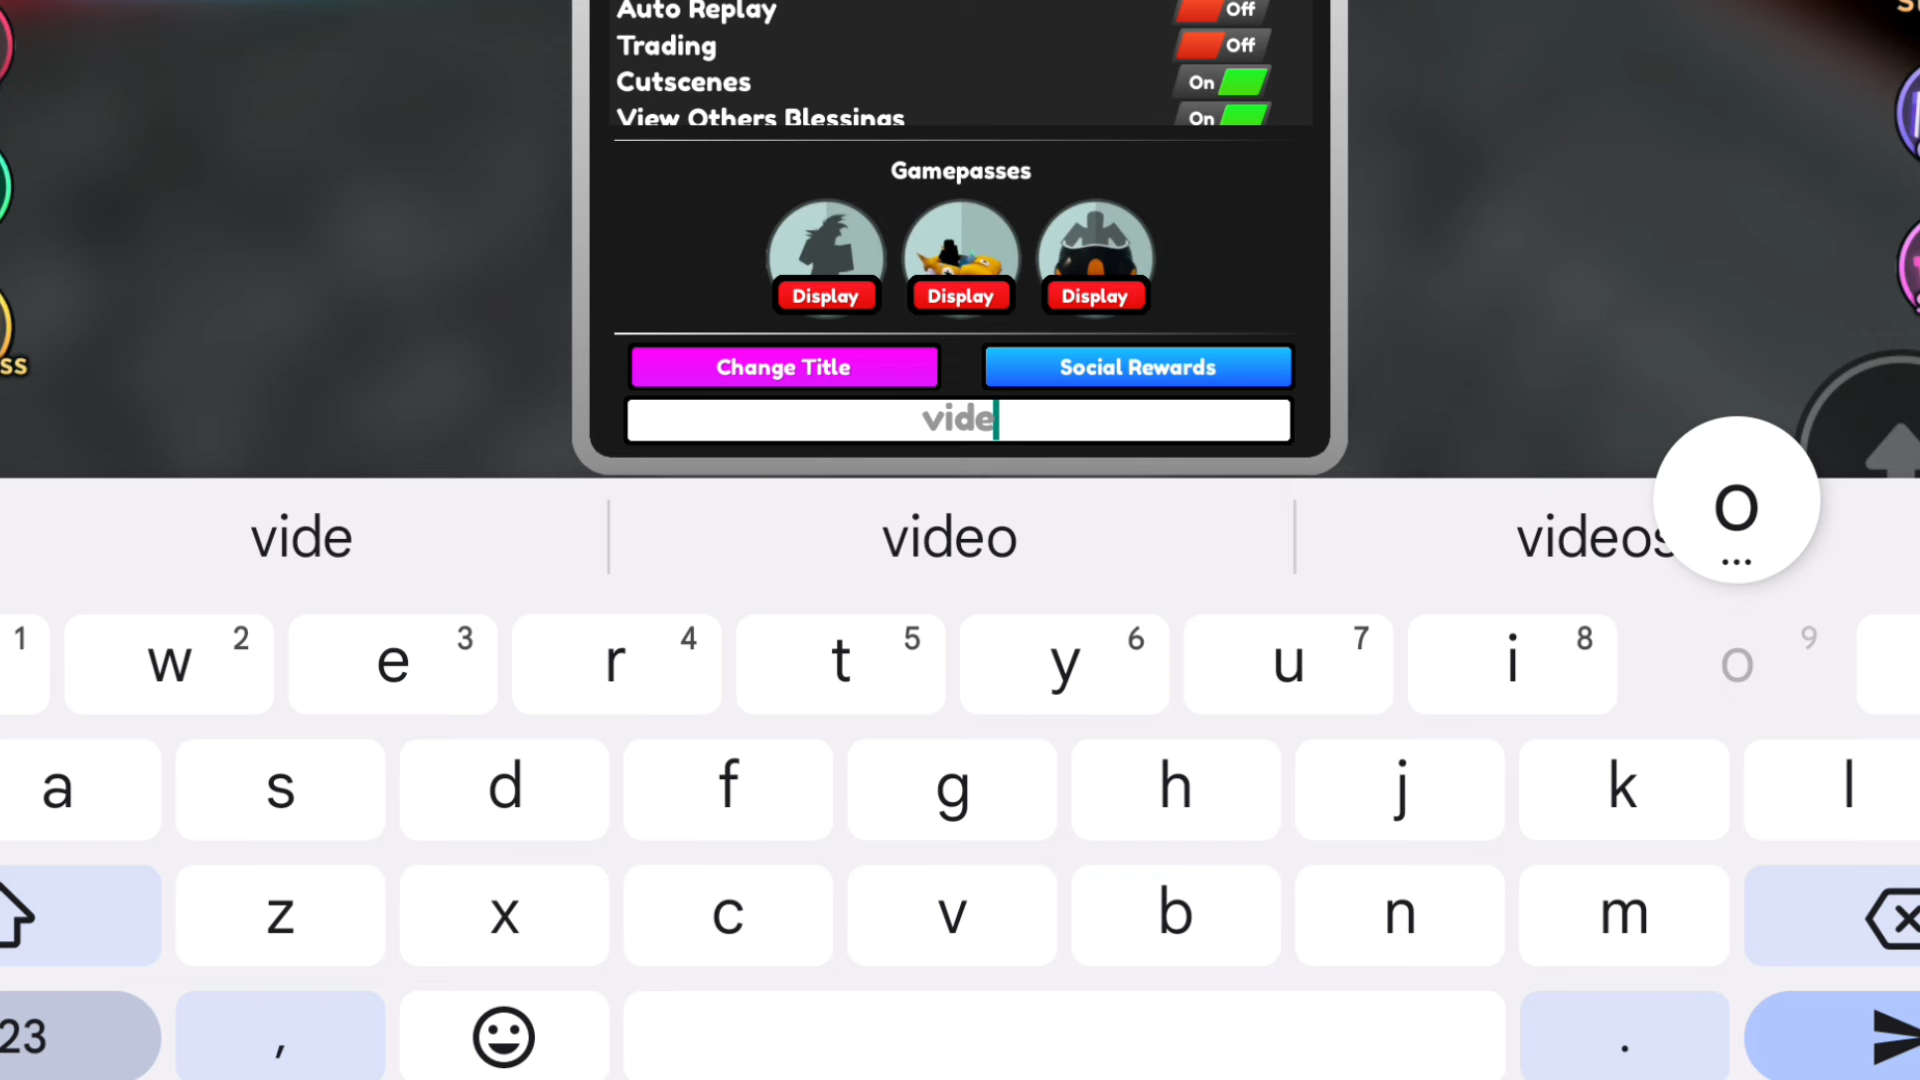 Auto Replay Off
Trading Off
Cutscenes On
View Others Blessings On
Gamepasses
Display Display Display
ss
Change Title Social Rewards
vide
o
...
vide video videos
1 w 2 e 3 r 4 t 5 y 6 u 7 i 8 o 9
a s d f g h j k l
z x c v b n m
23 , .